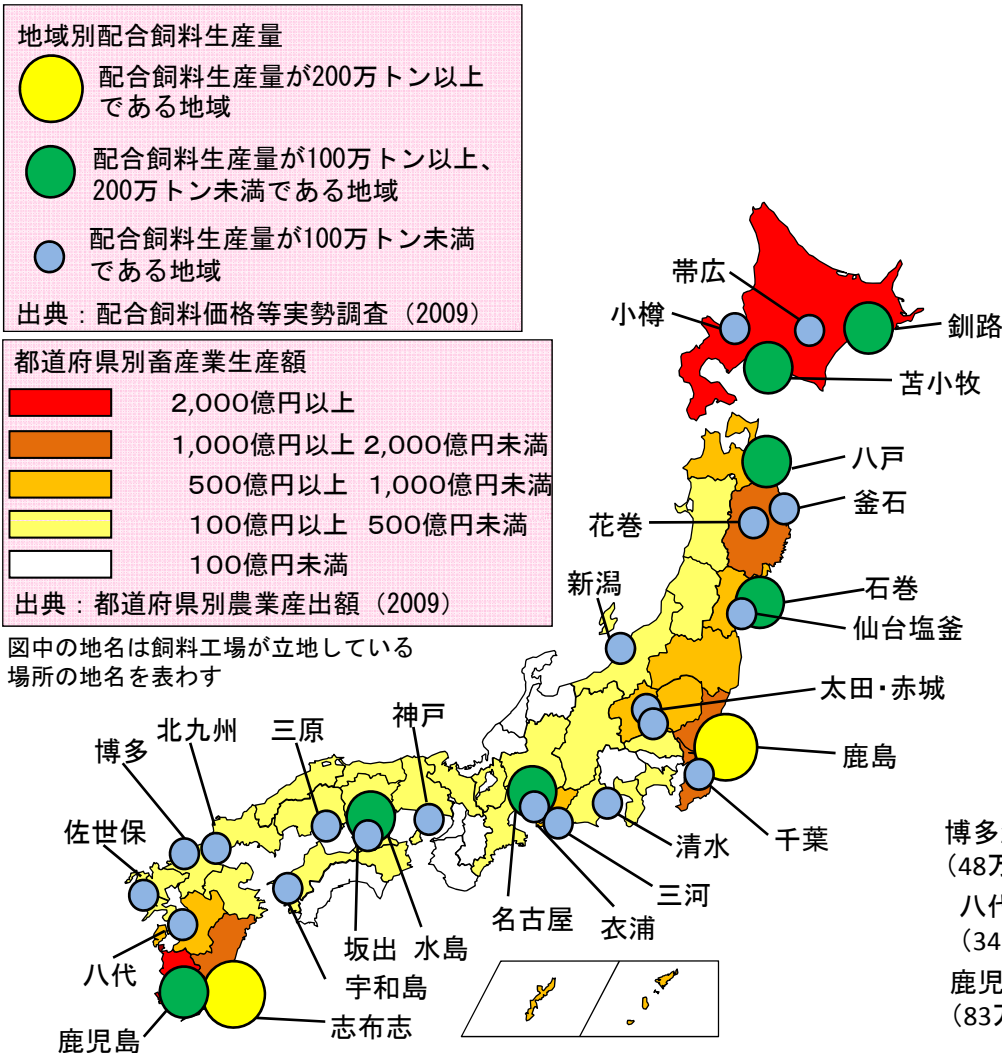 地域別配合飼料生産量
配合飼料生産量が200万トン以上
である地域
配合飼料生産量が100万トン以上、
200万トン未満である地域
配合飼料生産量が100万トン未満
である地域
出典：配合飼料価格等実勢調査（2009）
都道府県別畜産業生産額
2,000億円以上
1,000億円以上 2,000億円未満
500億円以上 1,000億円未満
100億円以上 500億円未満
100億円未満
出典：都道府県別農業産出額（2009）
図中の地名は飼料工場が立地している
場所の地名を表わす
帯広
小樽
釧路
苫小牧
八戸
釜石
花巻
新潟
石巻
仙台塩釜
太田・赤城
鹿島
千葉
清水
三河
衣浦
名古屋
神戸
三原
北九州
博多
佐世保
八代
坂出
水島
宇和島
志布志
鹿児島
博多
（48万
八代
（34
鹿児
（83万